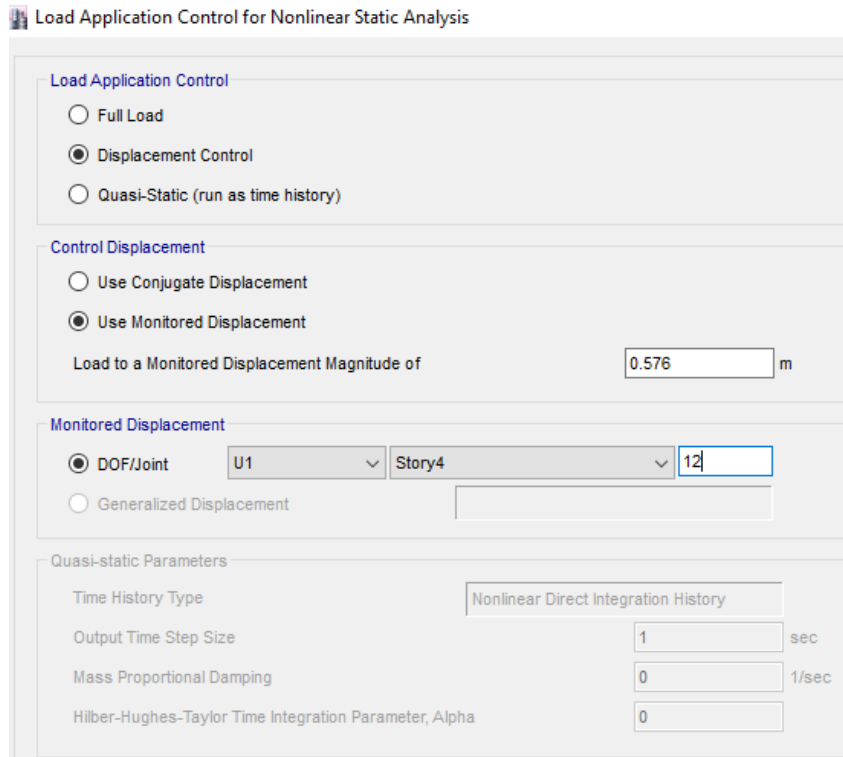 Load Application Control for Nonlinear Static Analysis
Load Application Control
Full Load
Displacement Control
Quasi-Static (run as time history)
Control Displacement
Use Conjugate Displacement
Use Monitored Displacement
Load to a Monitored Displacement Magnitude of 0.576 m
Monitored Displacement
DOF/Joint U1 Story4 12
Generalized Displacement
Quasi-static Parameters
Time History Type Nonlinear Direct Integration History
Output Time Step Size 1 sec
Mass Proportional Damping 0 1/sec
Hilber-Hughes-Taylor Time Integration Parameter, Alpha 0